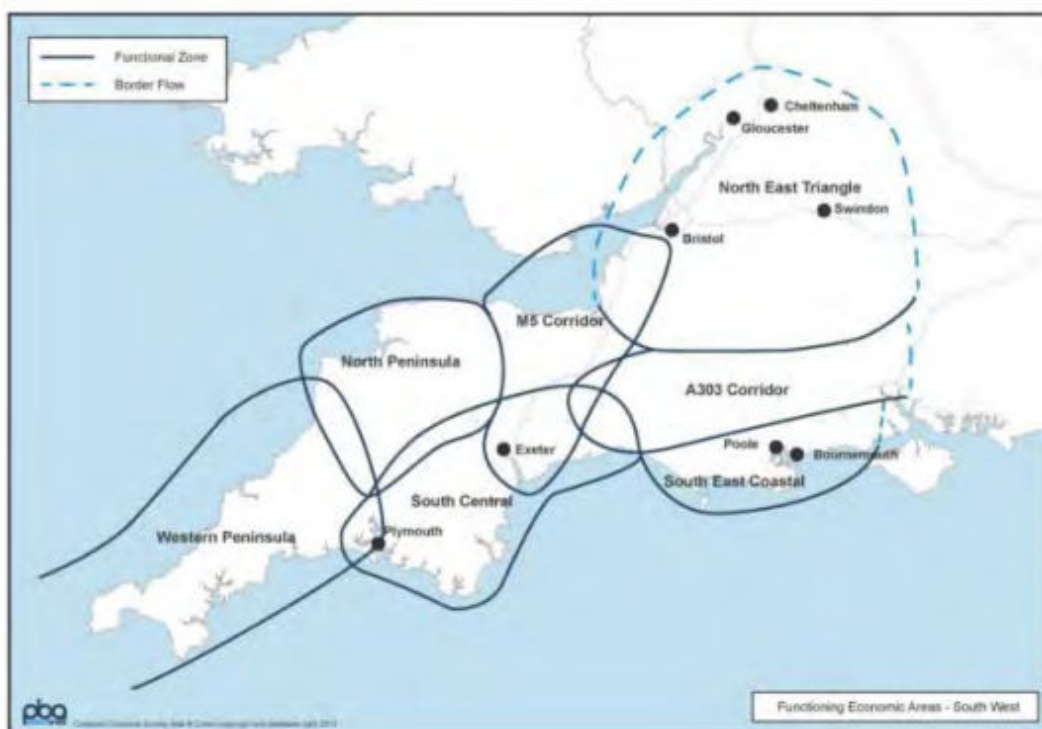 Functional Zone
Border Flow
Cheltenham
Gloucester
North East Triangle
Swindon
Bristol
M5 Corridor
North Peninsula
A303 Corridor
Poole
Bournemouth
Exeter
South East Coastal
South Central
Plymouth
Western Peninsula
pba
Functioning Economic Areas - South West